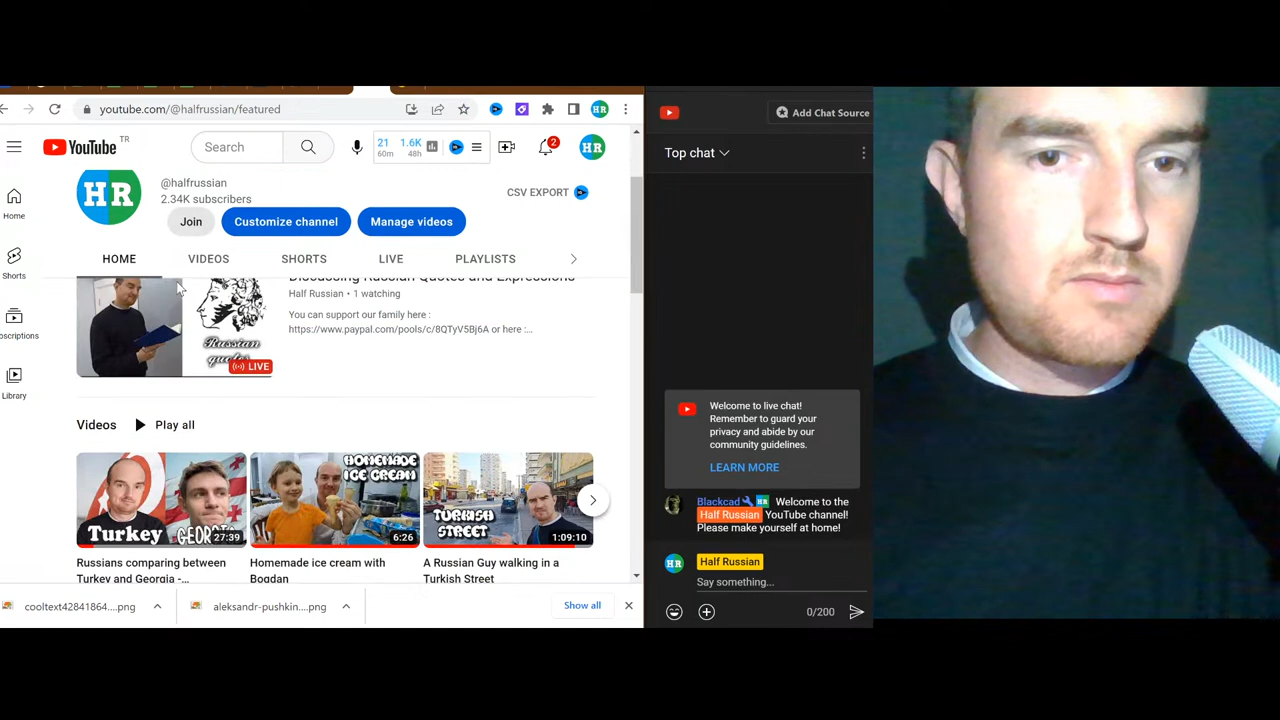 youtube.com/@halfrussian/featured
YouTube TR
Search
21 1.6K
60m 48h
2
HR
HR
@halfrussian
2.34K subscribers
CSV EXPORT
Join
Customize channel
Manage videos
HOME
VIDEOS
SHORTS
LIVE
PLAYLISTS
Home
Shorts
bscriptions
Library
Discussing Russian Quotes and Expressions
Half Russian • 1 watching
You can support our family here :
https://www.paypal.com/pools/c/8QTyV5Bj6A or here :...
Russian
quotes
LIVE
Videos
Play all
Turkey
GEORGIA
27:39
HOMEMADE
ICE CREAM
6:26
TURKISH
STREET
1:09:10
Russians comparing between
Turkey and Georgia -
Homemade ice cream with
Bogdan
A Russian Guy walking in a
Turkish Street
cooltext42841864....png
aleksandr-pushkin....png
Show all
Add Chat Source
Top chat
Welcome to live chat!
Remember to guard your
privacy and abide by our
community guidelines.
LEARN MORE
Blackcad HR Welcome to the
Half Russian YouTube channel!
Please make yourself at home!
HR
Half Russian
Say something...
0/200